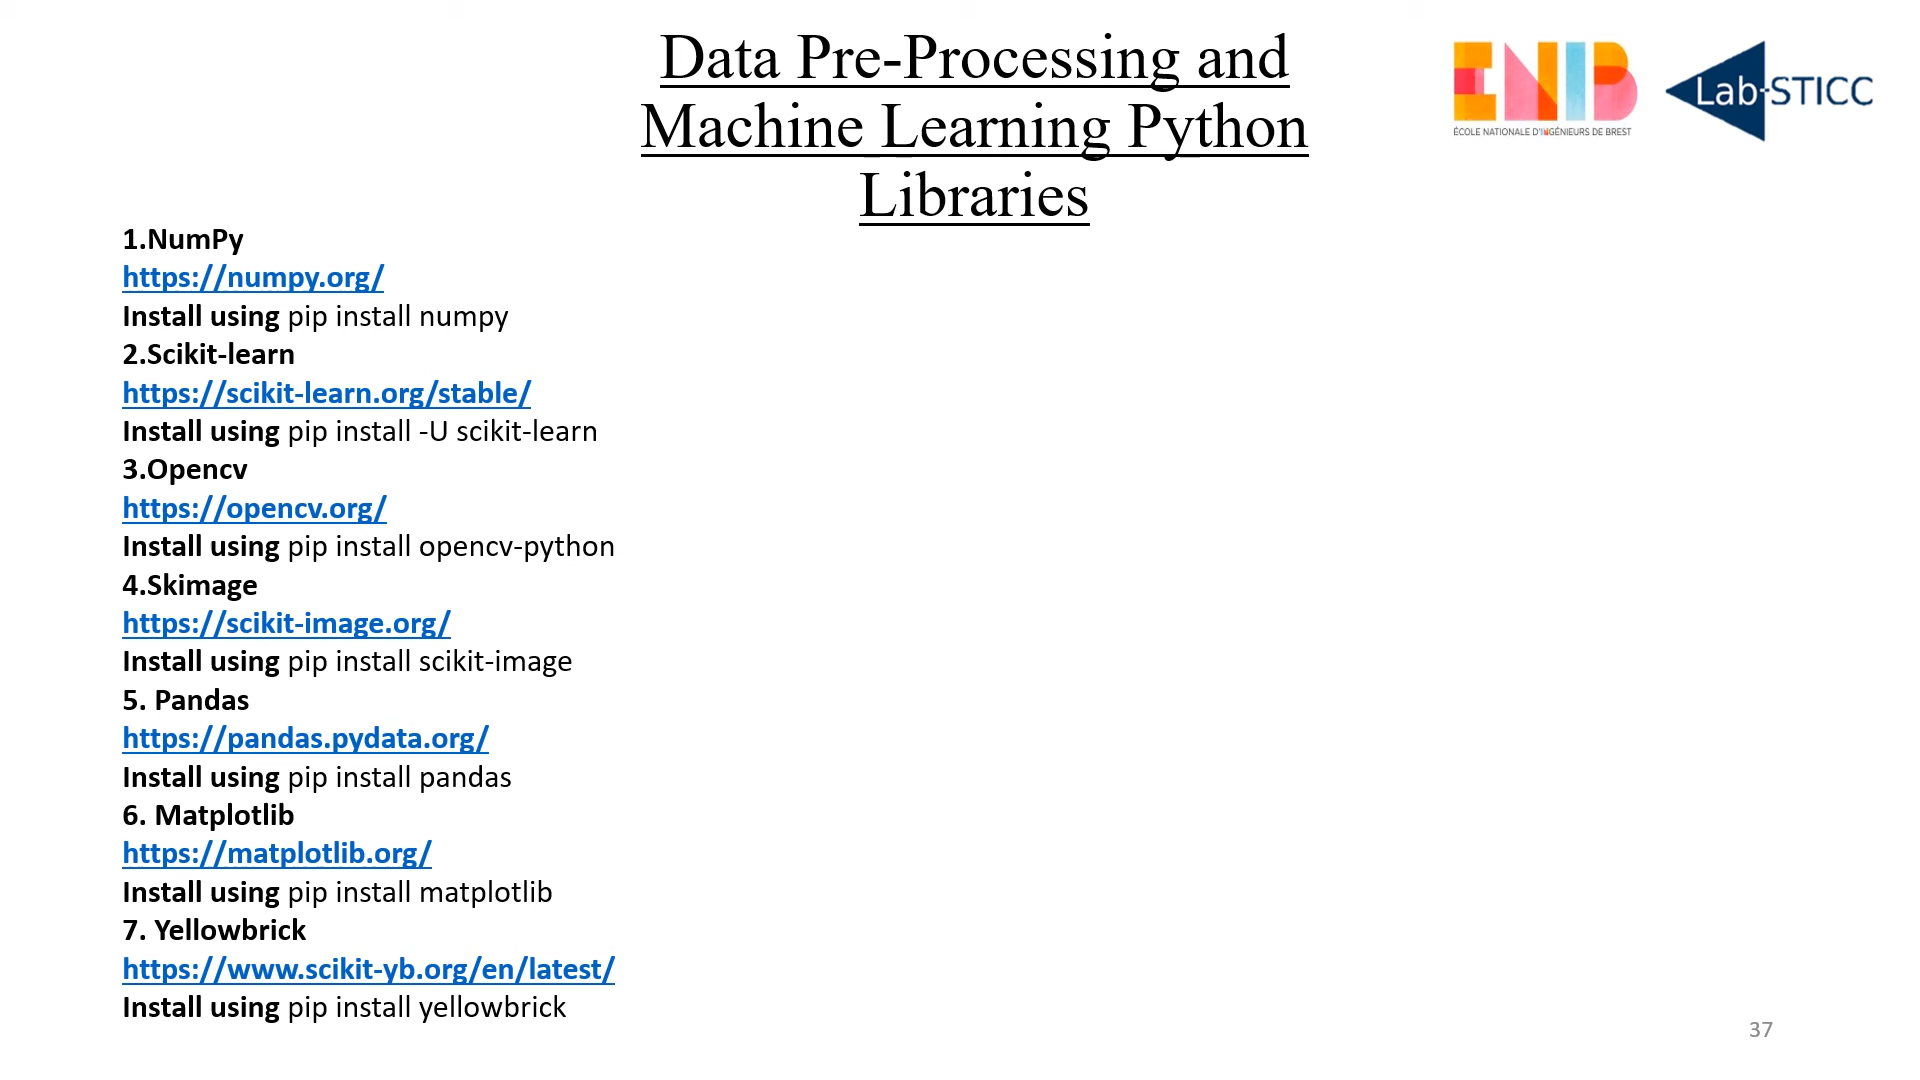 Data Pre-Processing and
Machine Learning Python
Libraries
ENIB
ÉCOLE NATIONALE D'INGÉNIEURS DE BREST
Lab-STICC
1.NumPy
https://numpy.org/
Install using pip install numpy
2.Scikit-learn
https://scikit-learn.org/stable/
Install using pip install -U scikit-learn
3.Opencv
https://opencv.org/
Install using pip install opencv-python
4.Skimage
https://scikit-image.org/
Install using pip install scikit-image
5. Pandas
https://pandas.pydata.org/
Install using pip install pandas
6. Matplotlib
https://matplotlib.org/
Install using pip install matplotlib
7. Yellowbrick
https://www.scikit-yb.org/en/latest/
Install using pip install yellowbrick
37